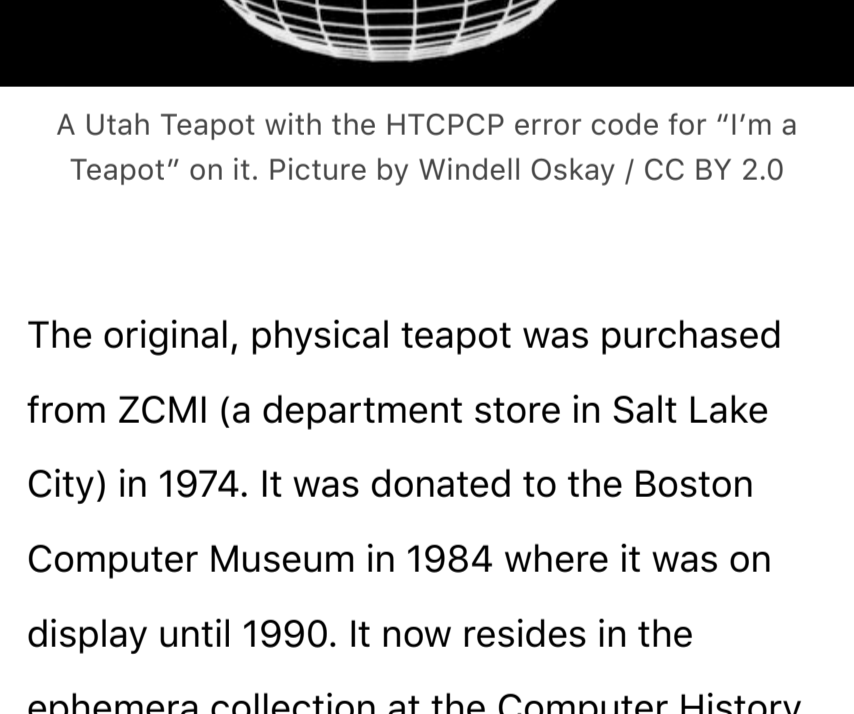 A Utah Teapot with the HTCPCP error code for “I’m a
Teapot” on it. Picture by Windell Oskay / CC BY 2.0
The original, physical teapot was purchased
from ZCMI (a department store in Salt Lake
City) in 1974. It was donated to the Boston
Computer Museum in 1984 where it was on
display until 1990. It now resides in the
ephemera collection at the Computer History